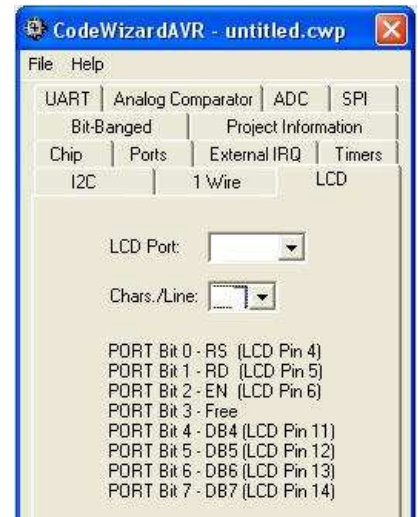 CodeWizardAVR - untitled.cwp
File Help
UART Analog Comparator ADC SPI
Bit-Banged Project Information
Chip Ports External IRQ Timers
I2C 1 Wire LCD
LCD Port:
Chars./Line:
PORT Bit 0 - RS (LCD Pin 4)
PORT Bit 1 - RD (LCD Pin 5)
PORT Bit 2 - EN (LCD Pin 6)
PORT Bit 3 - Free
PORT Bit 4 - DB4 (LCD Pin 11)
PORT Bit 5 - DB5 (LCD Pin 12)
PORT Bit 6 - DB6 (LCD Pin 13)
PORT Bit 7 - DB7 (LCD Pin 14)